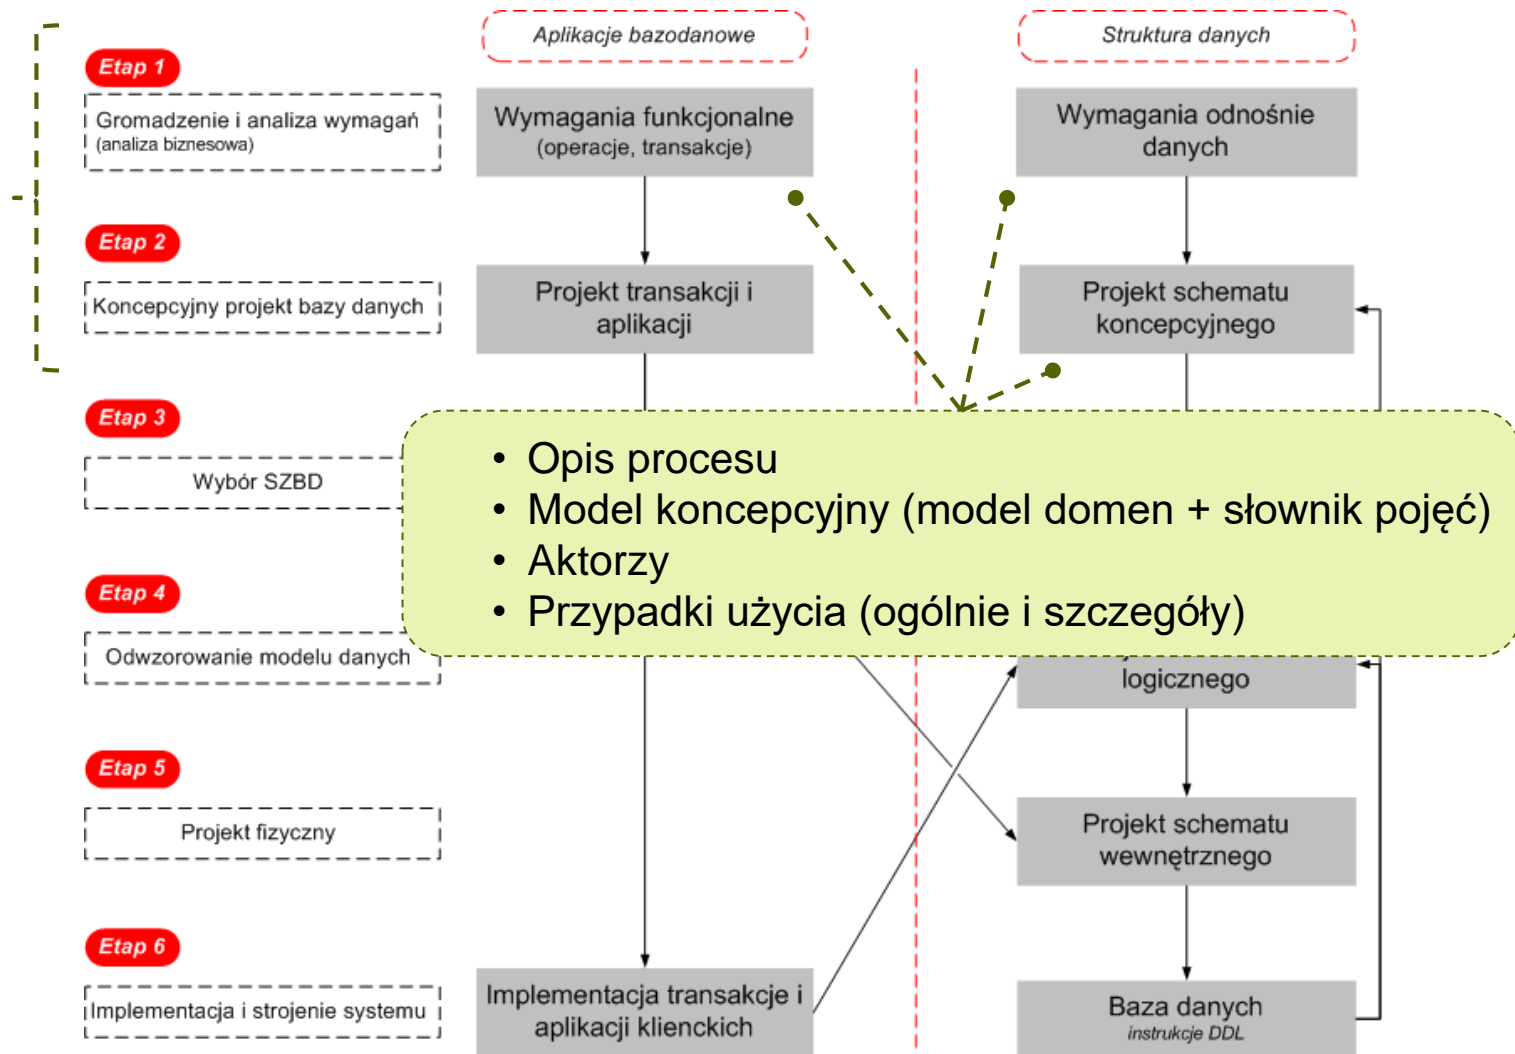 Aplikacje bazodanowe
Struktura danych
Etap 1
Gromadzenie i analiza wymagań
(analiza biznesowa)
Wymagania funkcjonalne
(operacje, transakcje)
Wymagania odnośnie
danych
Etap 2
Koncepcyjny projekt bazy danych
Projekt transakcji i
aplikacji
Projekt schematu
koncepcyjnego
Etap 3
Wybór SZBD
• Opis procesu
• Model koncepcyjny (model domen + słownik pojęć)
• Aktorzy
• Przypadki użycia (ogólnie i szczegóły)
Etap 4
Odwzorowanie modelu danych
logicznego
Etap 5
Projekt fizyczny
Projekt schematu
wewnętrznego
Etap 6
Implementacja i strojenie systemu
Implementacja transakcje i
aplikacji klienckich
Baza danych
instrukcje DDL